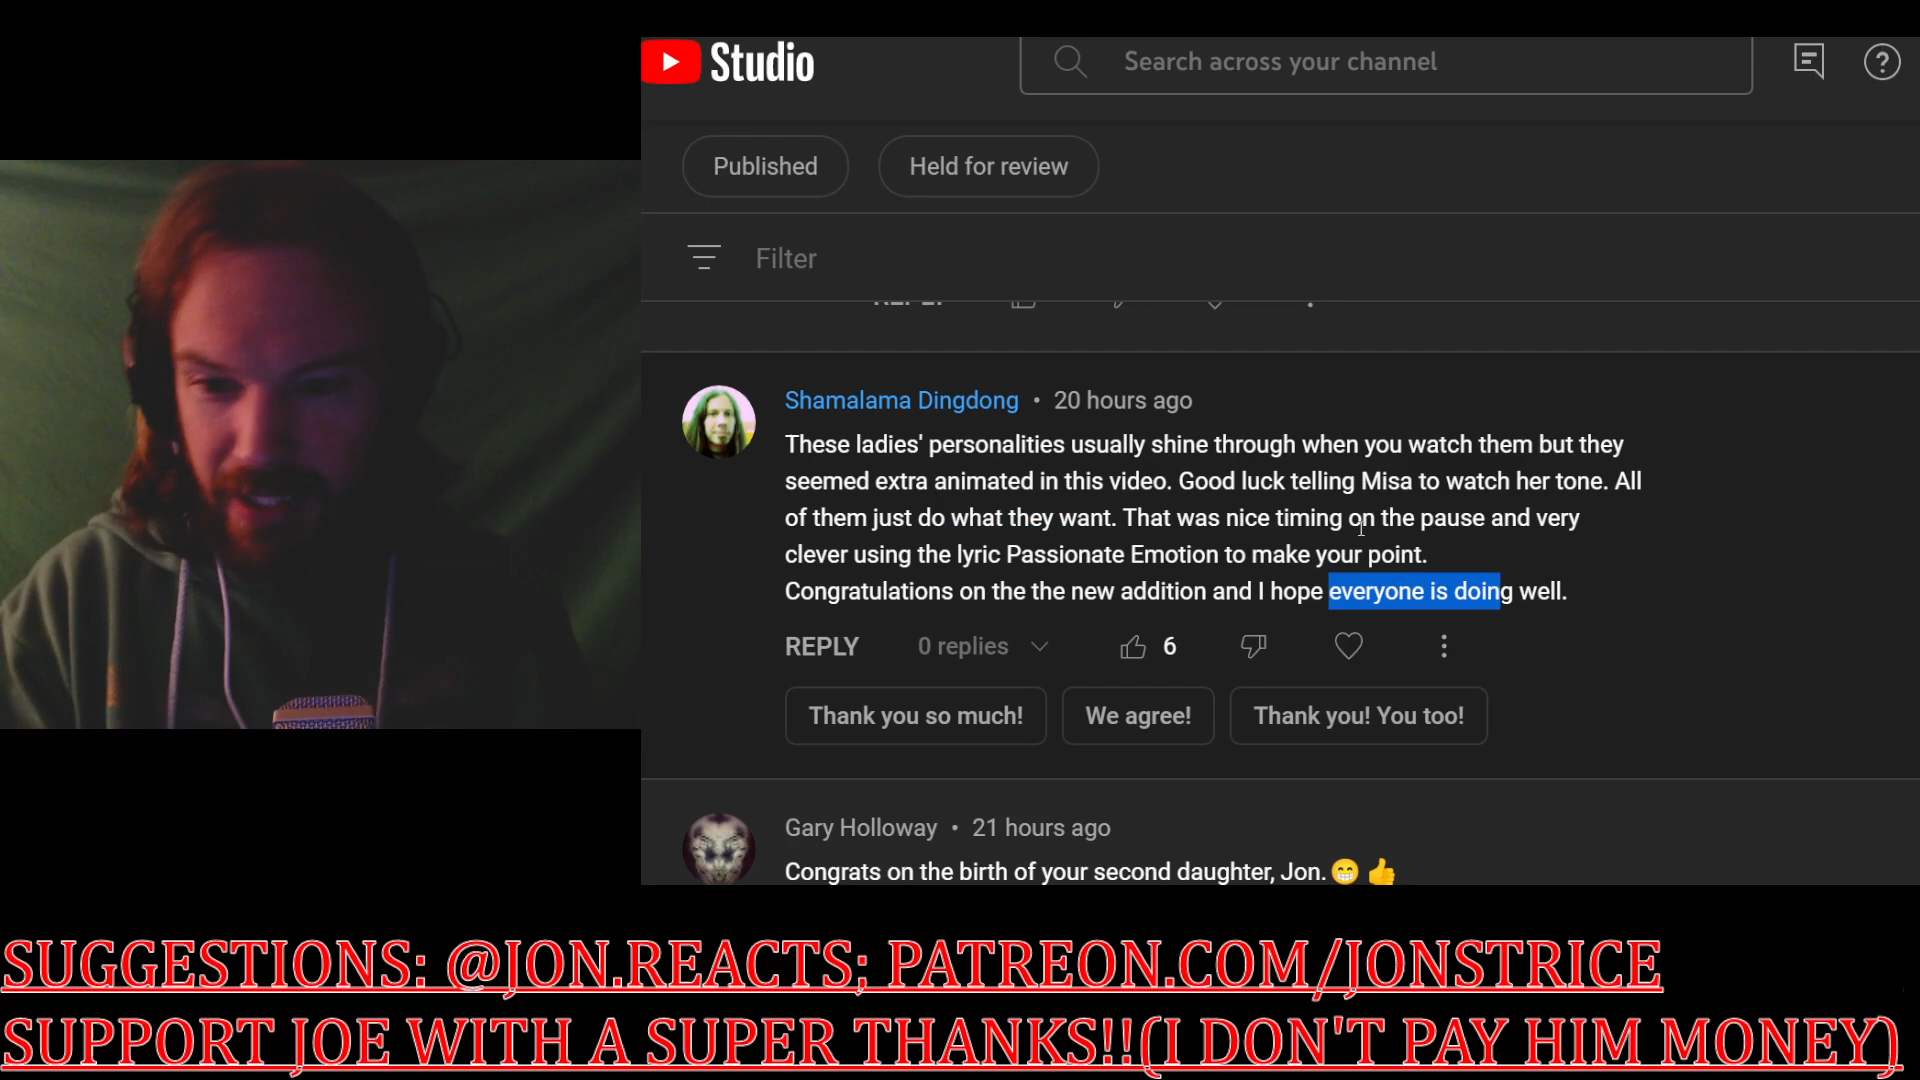 Studio
Search across your channel
Published
Held for review
Filter
Shamalama Dingdong • 20 hours ago
These ladies' personalities usually shine through when you watch them but they
seemed extra animated in this video. Good luck telling Misa to watch her tone. All
of them just do what they want. That was nice timing on the pause and very
clever using the lyric Passionate Emotion to make your point.
Congratulations on the the new addition and I hope everyone is doing well.
REPLY 0 replies 6
Thank you so much! We agree! Thank you! You too!
Gary Holloway • 21 hours ago
Congrats on the birth of your second daughter, Jon.😁👍
SUGGESTIONS: @JON.REACTS; PATREON.COM/JONSTRICE
SUPPORT JOE WITH A SUPER THANKS!!(I DON'T PAY HIM MONEY)